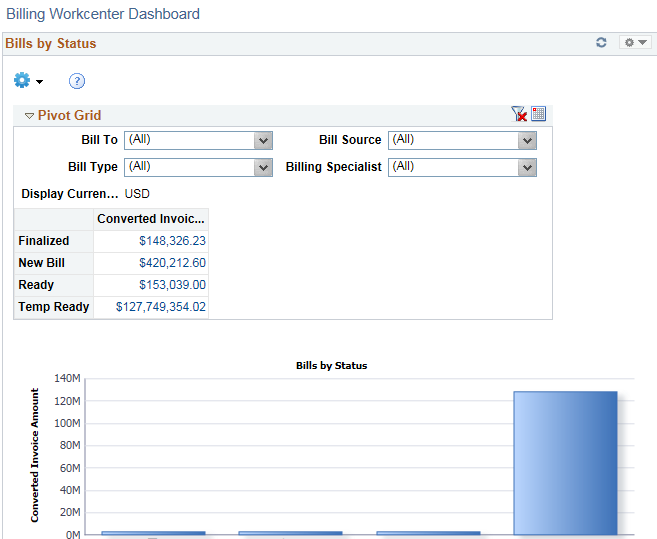 Billing Workcenter Dashboard
Bills by Status
?
Pivot Grid
Bill To (All) Bill Source (All)
Bill Type (All) Billing Specialist (All)
Display Curren... USD
Converted Invoic...
Finalized $148,326.23
New Bill $420,212.60
Ready $153,039.00
Temp Ready $127,749,354.02
Bills by Status
Converted Invoice Amount
140M
120M
100M
80M
60M
40M
20M
0M